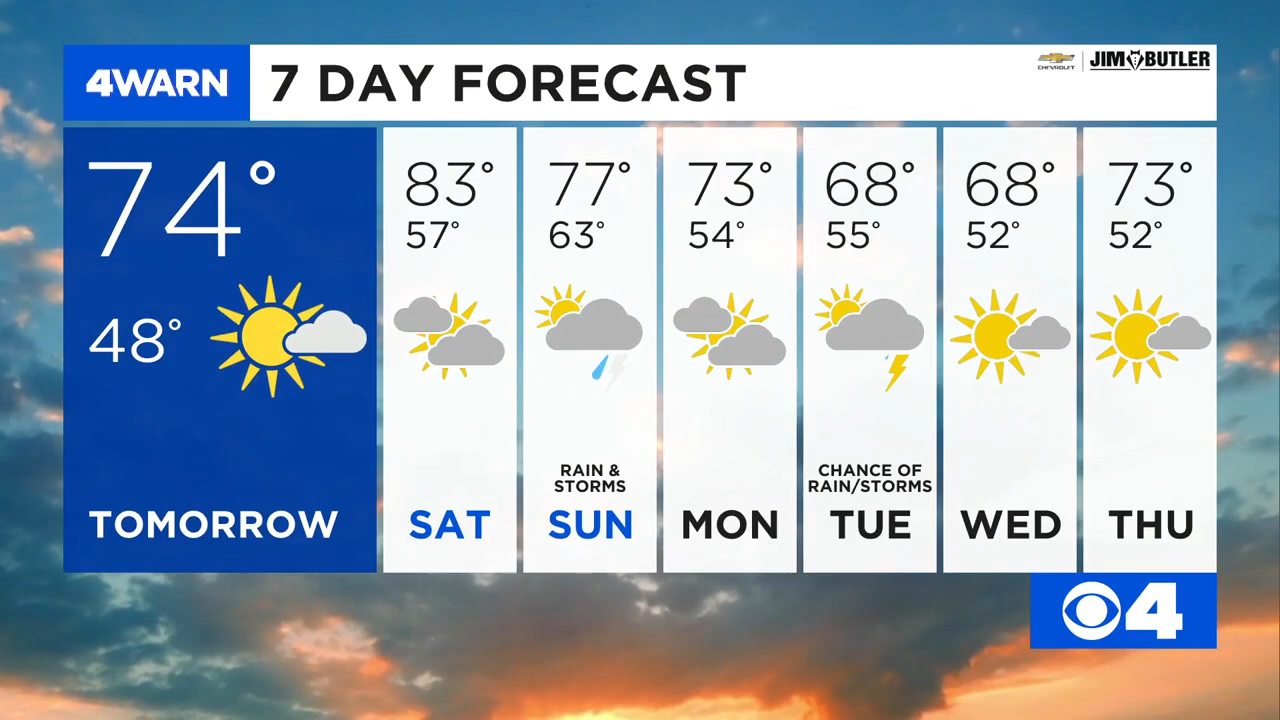 4WARN
7 DAY FORECAST
CHEVROLET
JIM BUTLER
74°
48°
TOMORROW
83°
57°
SAT
77°
63°
RAIN &
STORMS
SUN
73°
54°
MON
68°
55°
CHANCE OF
RAIN/STORMS
TUE
68°
52°
WED
73°
52°
THU
4